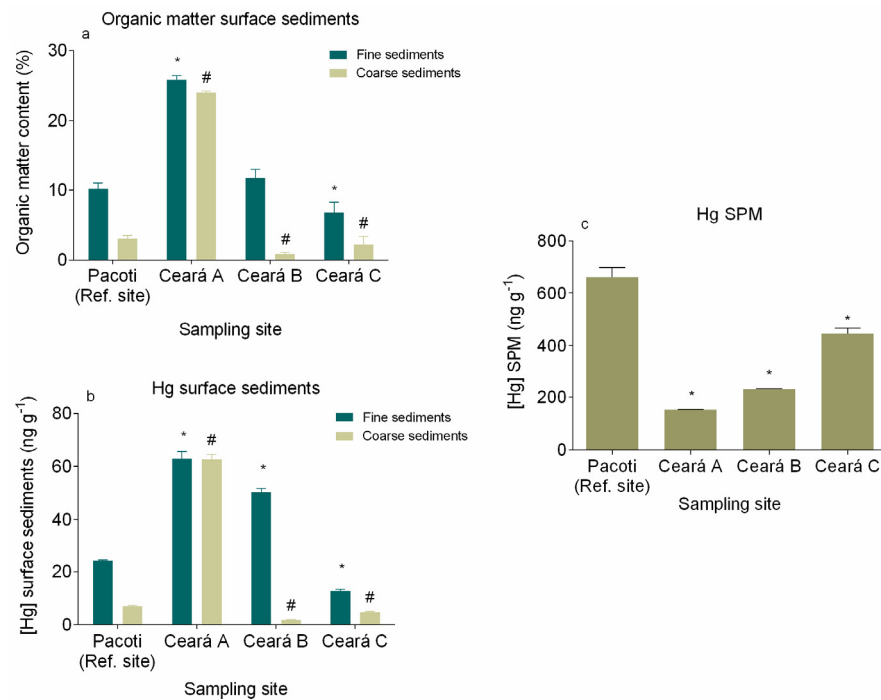 Organic matter surface sediments
a
Fine sediments
Coarse sediments
Organic matter content (%)
30
20
10
0
*
#
#
*
#
Pacoti
(Ref. site)
Ceará A
Ceará B
Ceará C
Sampling site
Hg surface sediments
b
Fine sediments
Coarse sediments
[Hg] surface sediments (ng g⁻¹)
80
60
40
20
0
*
#
*
#
*
#
Pacoti
(Ref. site)
Ceará A
Ceará B
Ceará C
Sampling site
Hg SPM
c
[Hg] SPM (ng g⁻¹)
800
600
400
200
0
*
*
*
Pacoti
(Ref. site)
Ceará A
Ceará B
Ceará C
Sampling site